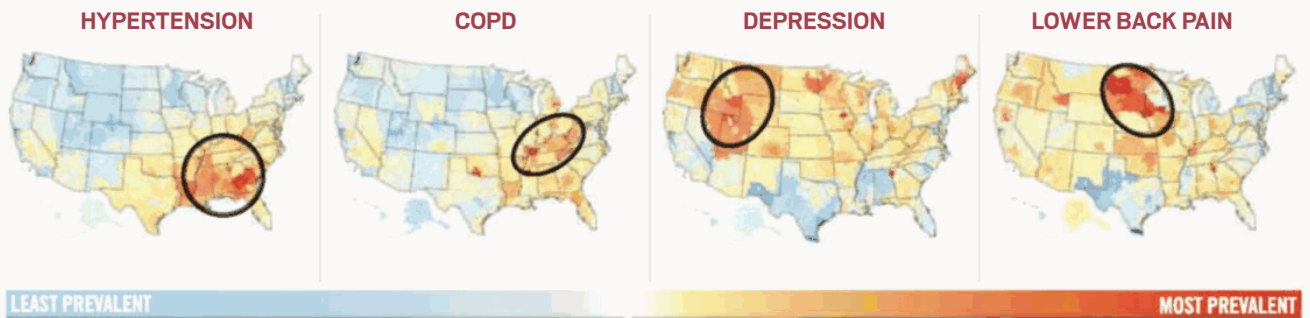 HYPERTENSION
COPD
DEPRESSION
LOWER BACK PAIN
LEAST PREVALENT
MOST PREVALENT